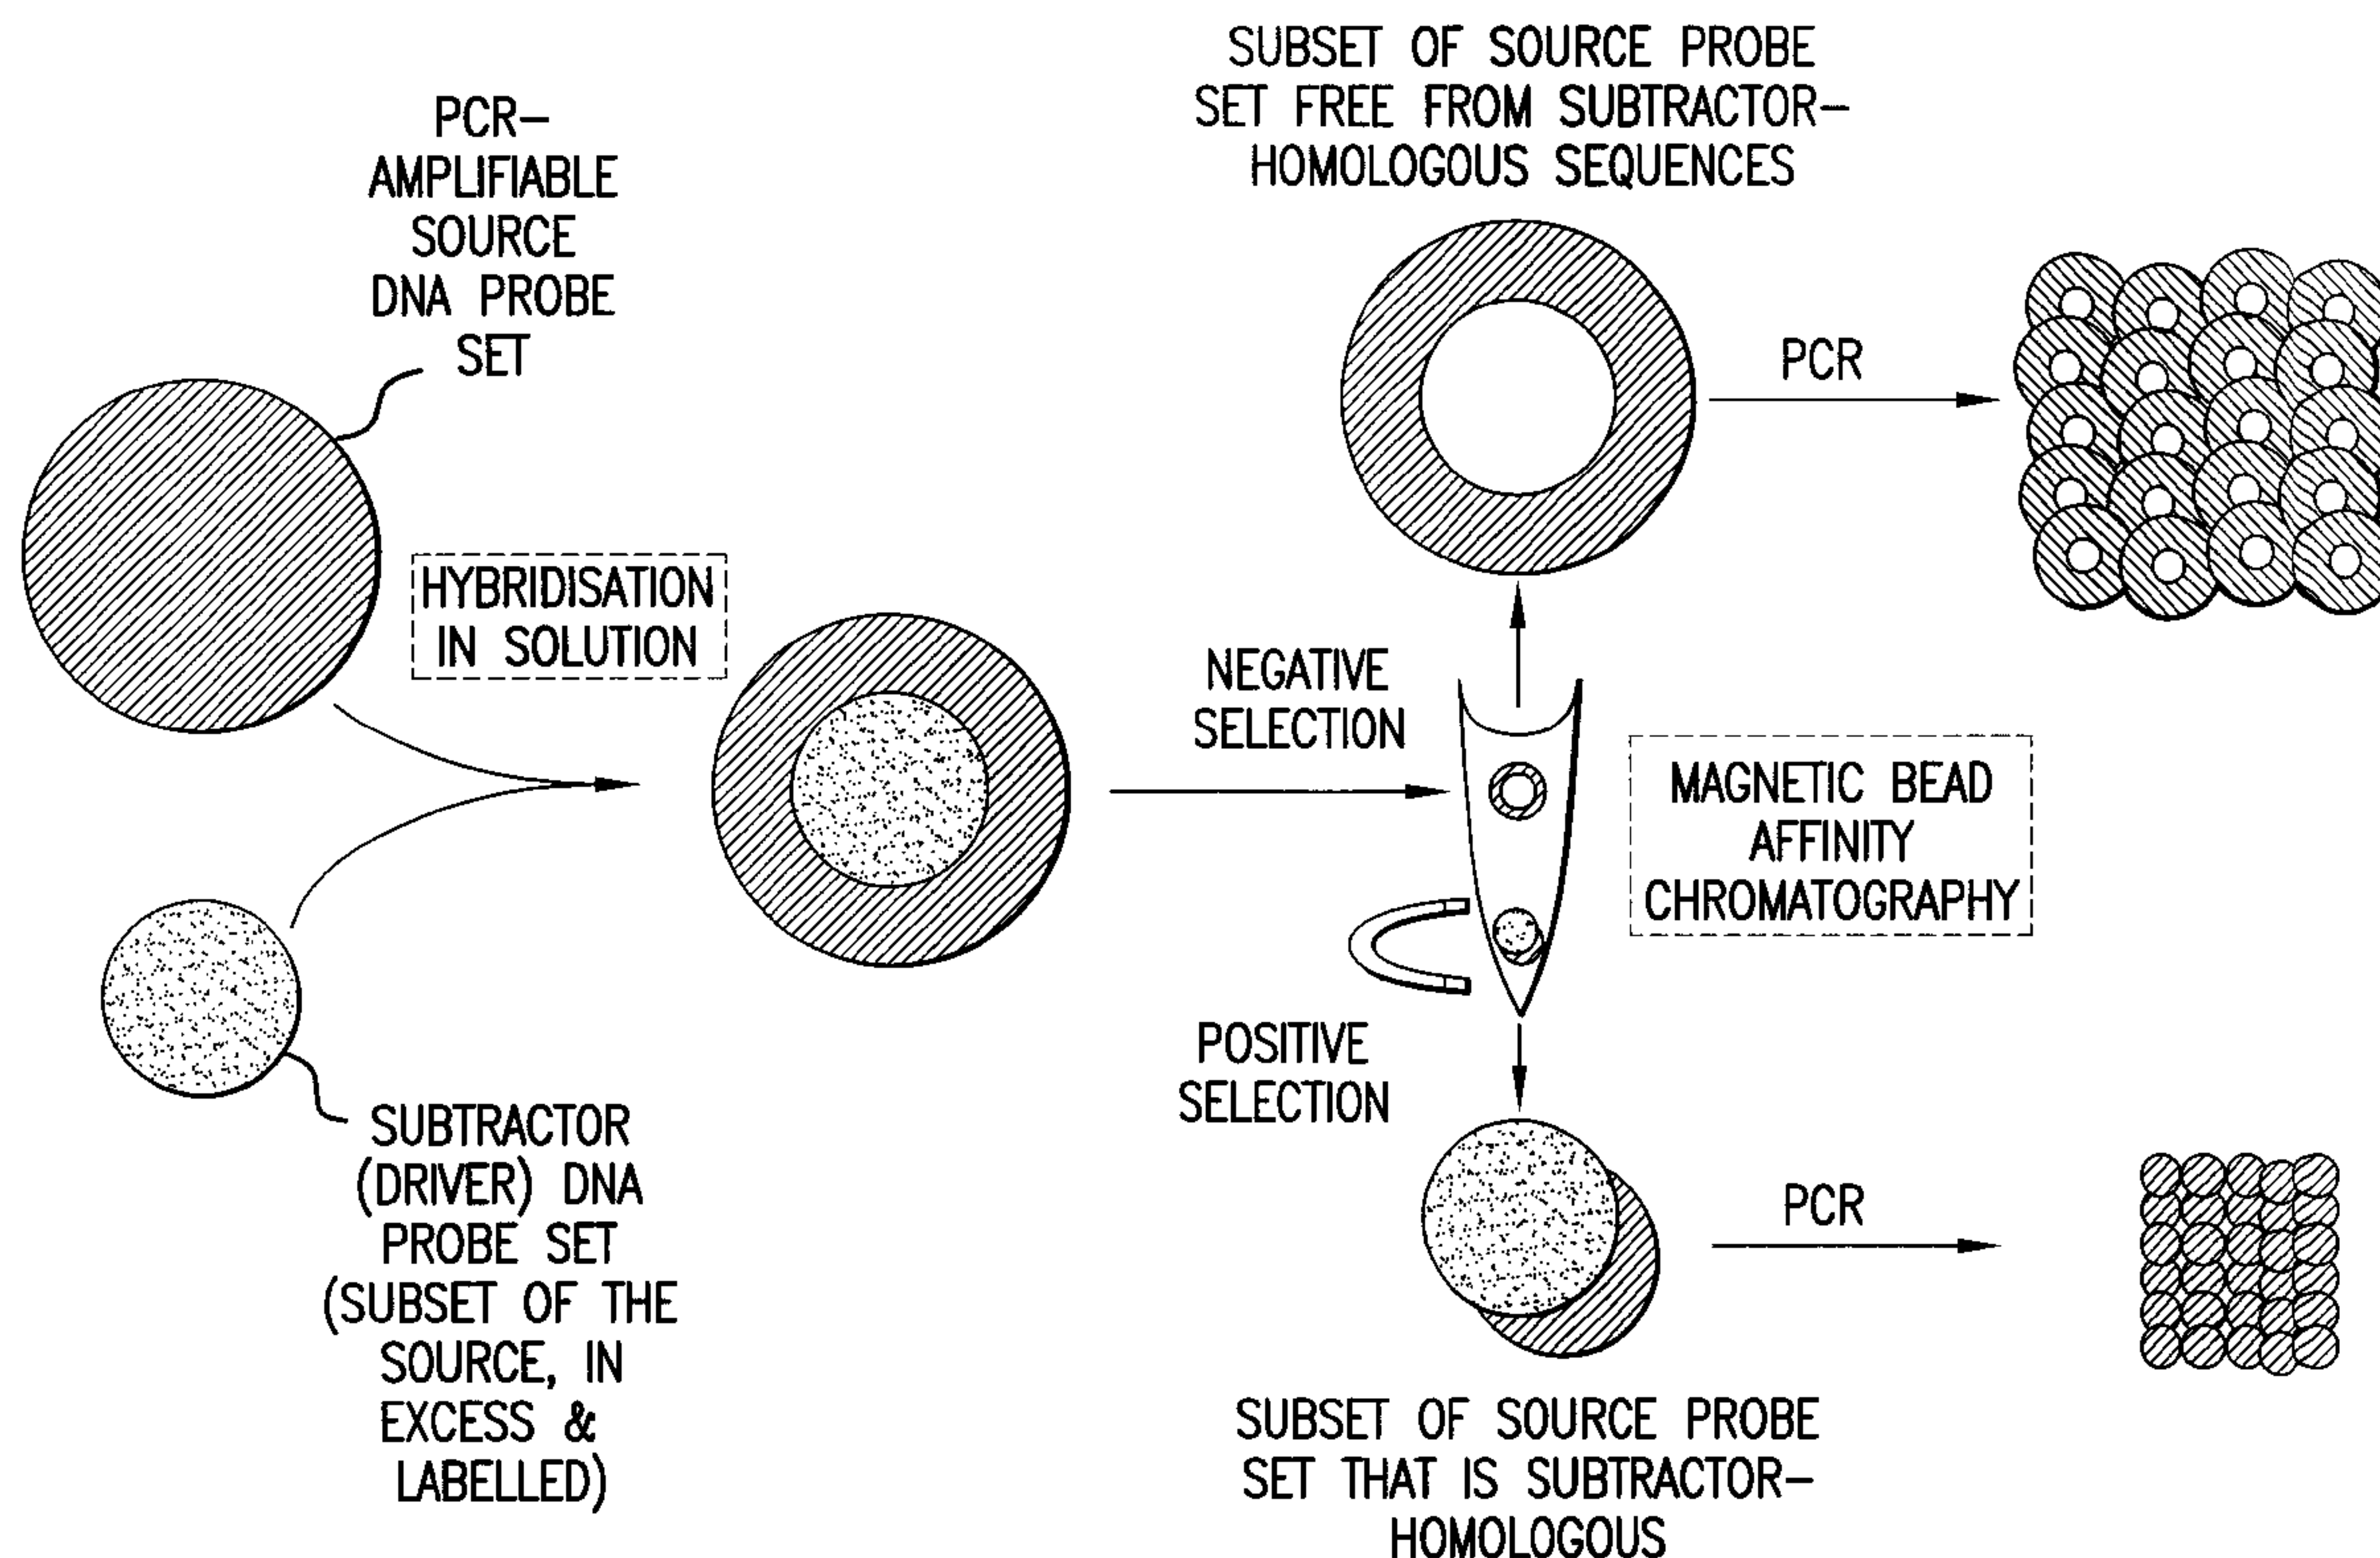 PCR-
AMPLIFIABLE
SOURCE
DNA PROBE
SET
HYBRIDISATION
IN SOLUTION
SUBTRACTOR
(DRIVER) DNA
PROBE SET
(SUBSET OF THE
SOURCE, IN
EXCESS &
LABELLED)
SUBSET OF SOURCE PROBE
SET FREE FROM SUBTRACTOR-
HOMOLOGOUS SEQUENCES
PCR
NEGATIVE
SELECTION
MAGNETIC BEAD
AFFINITY
CHROMATOGRAPHY
POSITIVE
SELECTION
PCR
SUBSET OF SOURCE PROBE
SET THAT IS SUBTRACTOR-
HOMOLOGOUS